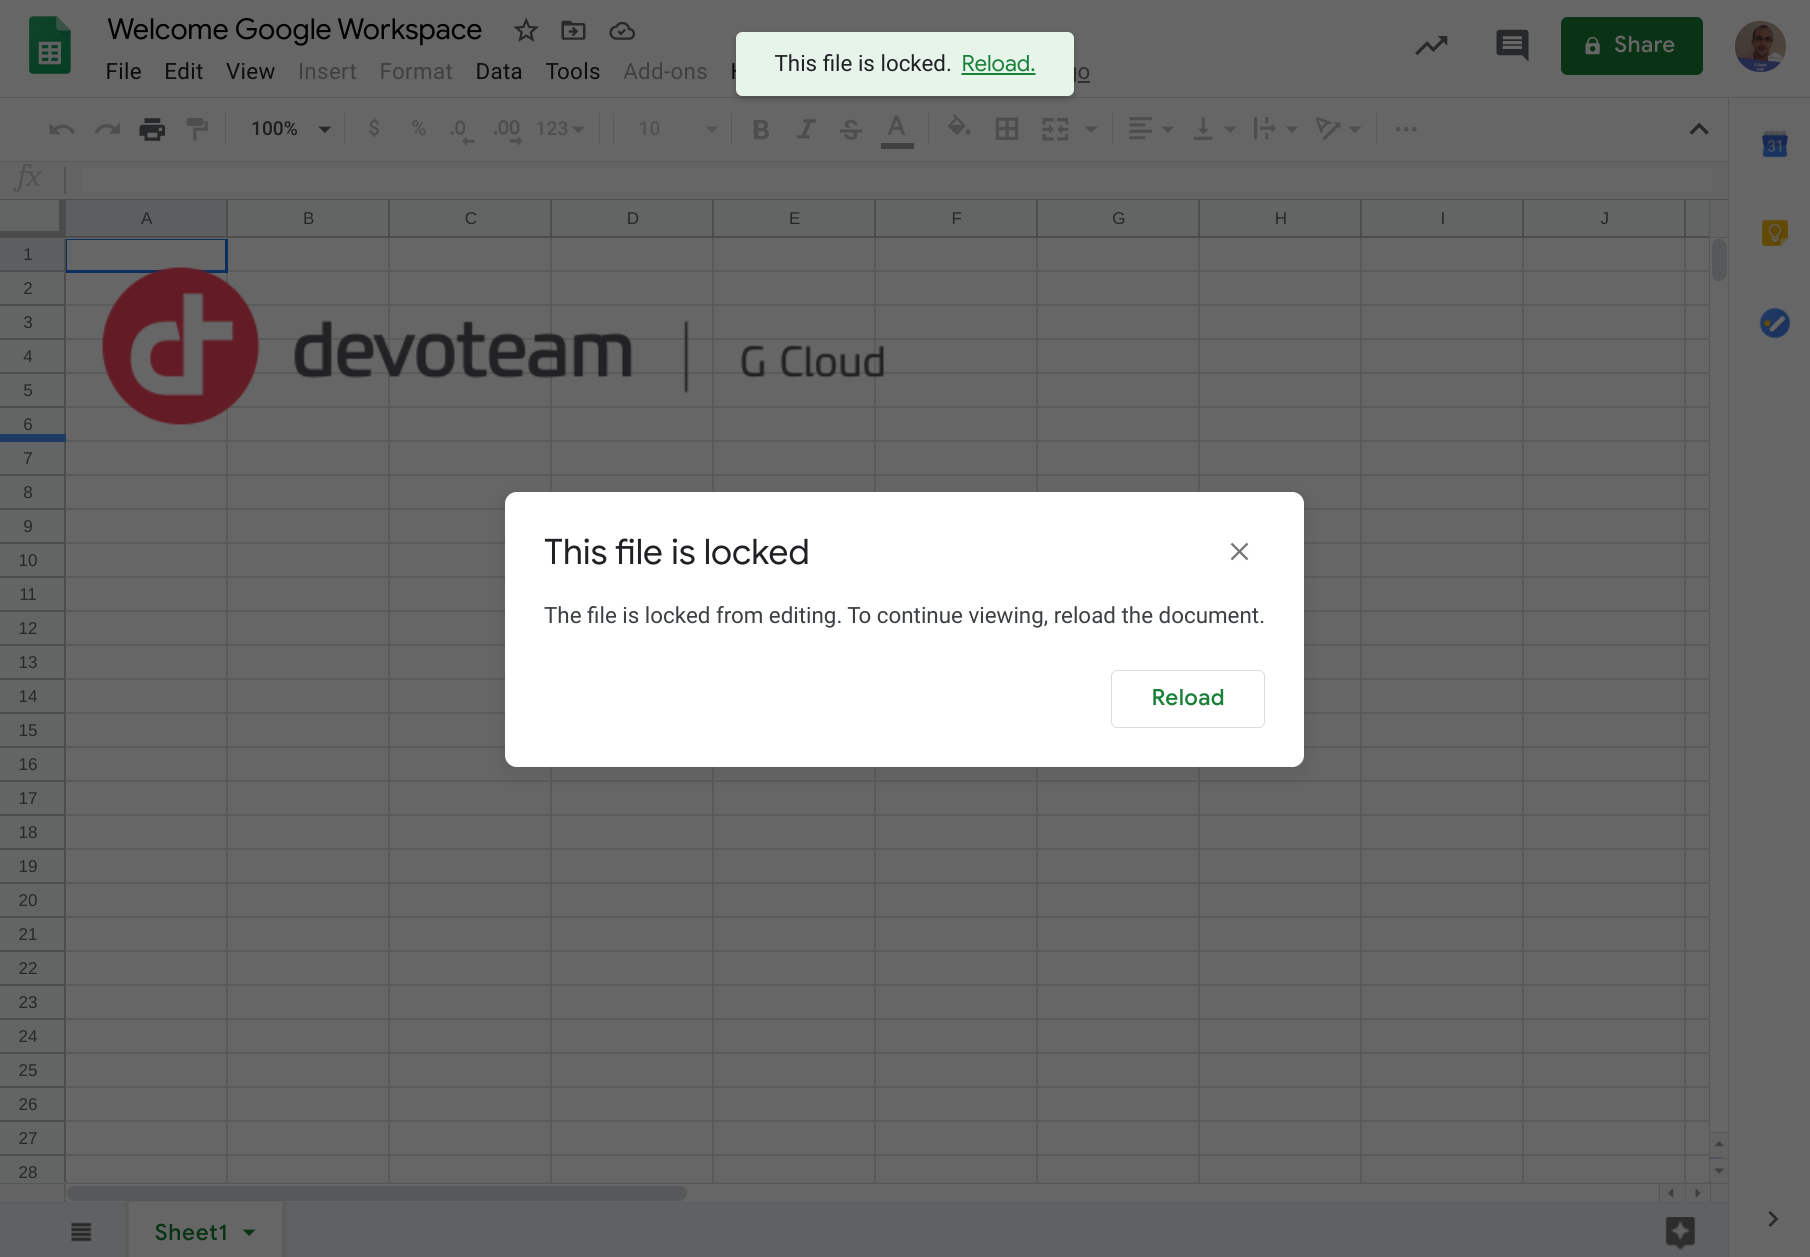 Welcome Google Workspace
File Edit View Insert Format Data Tools Add-ons
This file is locked. Reload.
Share
100% $ % .0 .00 123 10 B I S A
31
fx
A B C D E F G H I J
1
2
3
4
5
6
7
8
9
10
11
12
13
14
15
16
17
18
19
20
21
22
23
24
25
26
27
28
devoteam | G Cloud
This file is locked
The file is locked from editing. To continue viewing, reload the document.
Reload
Sheet1